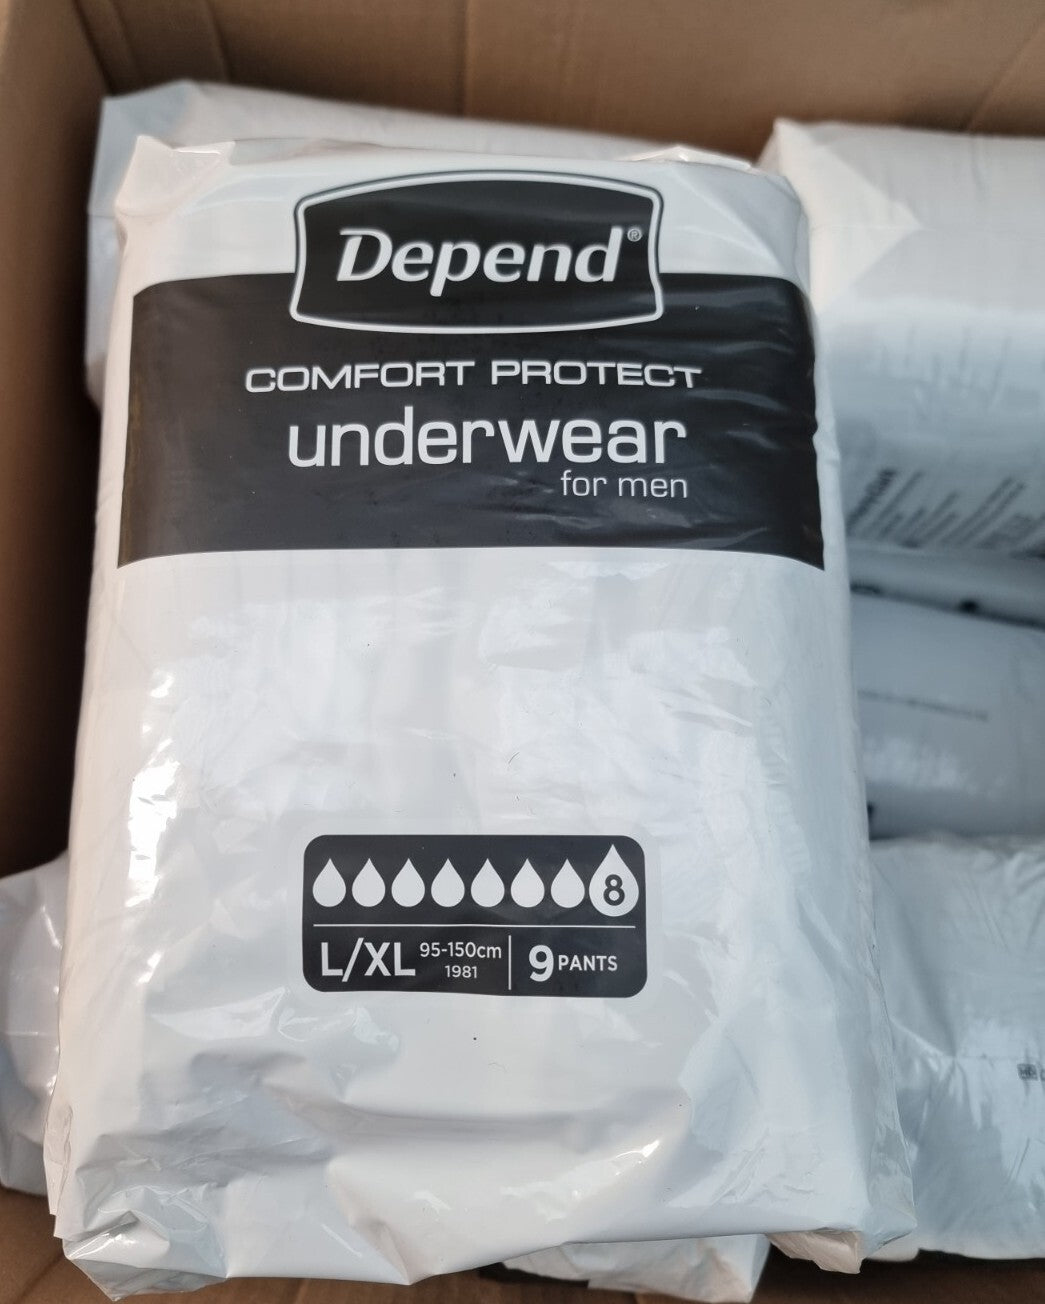 Depend®
COMFORT PROTECT
underwear
for men
8
L/XL 95-150cm 9 PANTS
1981